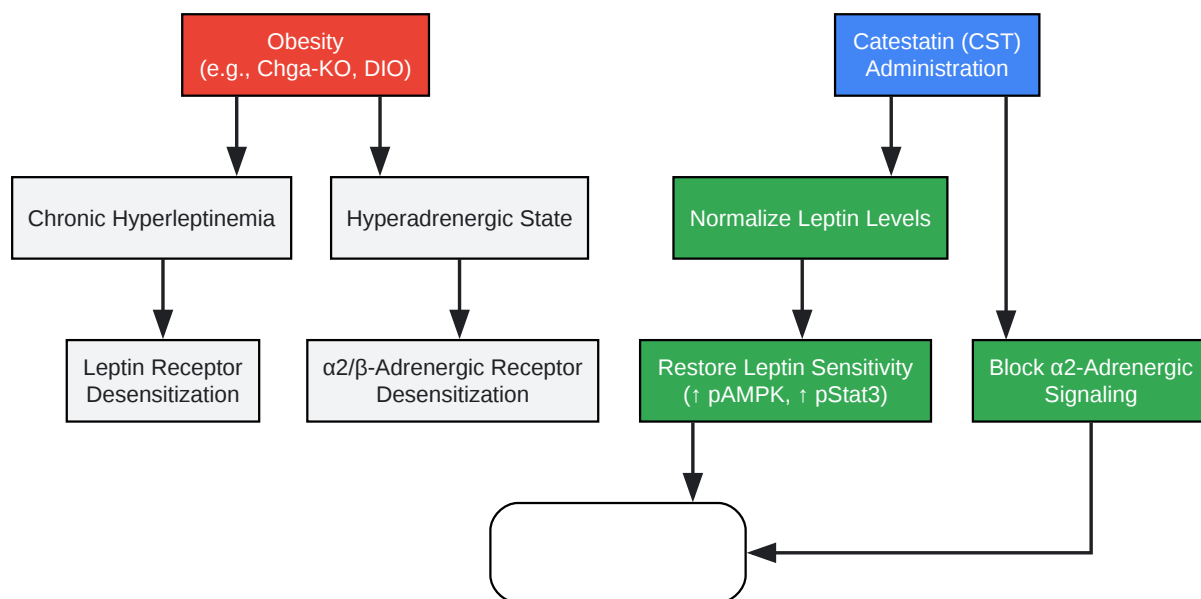 Obesity
(e.g., Chga-KO, DIO)
Catestatin (CST)
Administration
Chronic Hyperleptinemia
Hyperadrenergic State
Normalize Leptin Levels
Leptin Receptor
Desensitization
α2/β-Adrenergic Receptor
Desensitization
Restore Leptin Sensitivity
(↑ pAMPK, ↑ pStat3)
Block α2-Adrenergic
Signaling